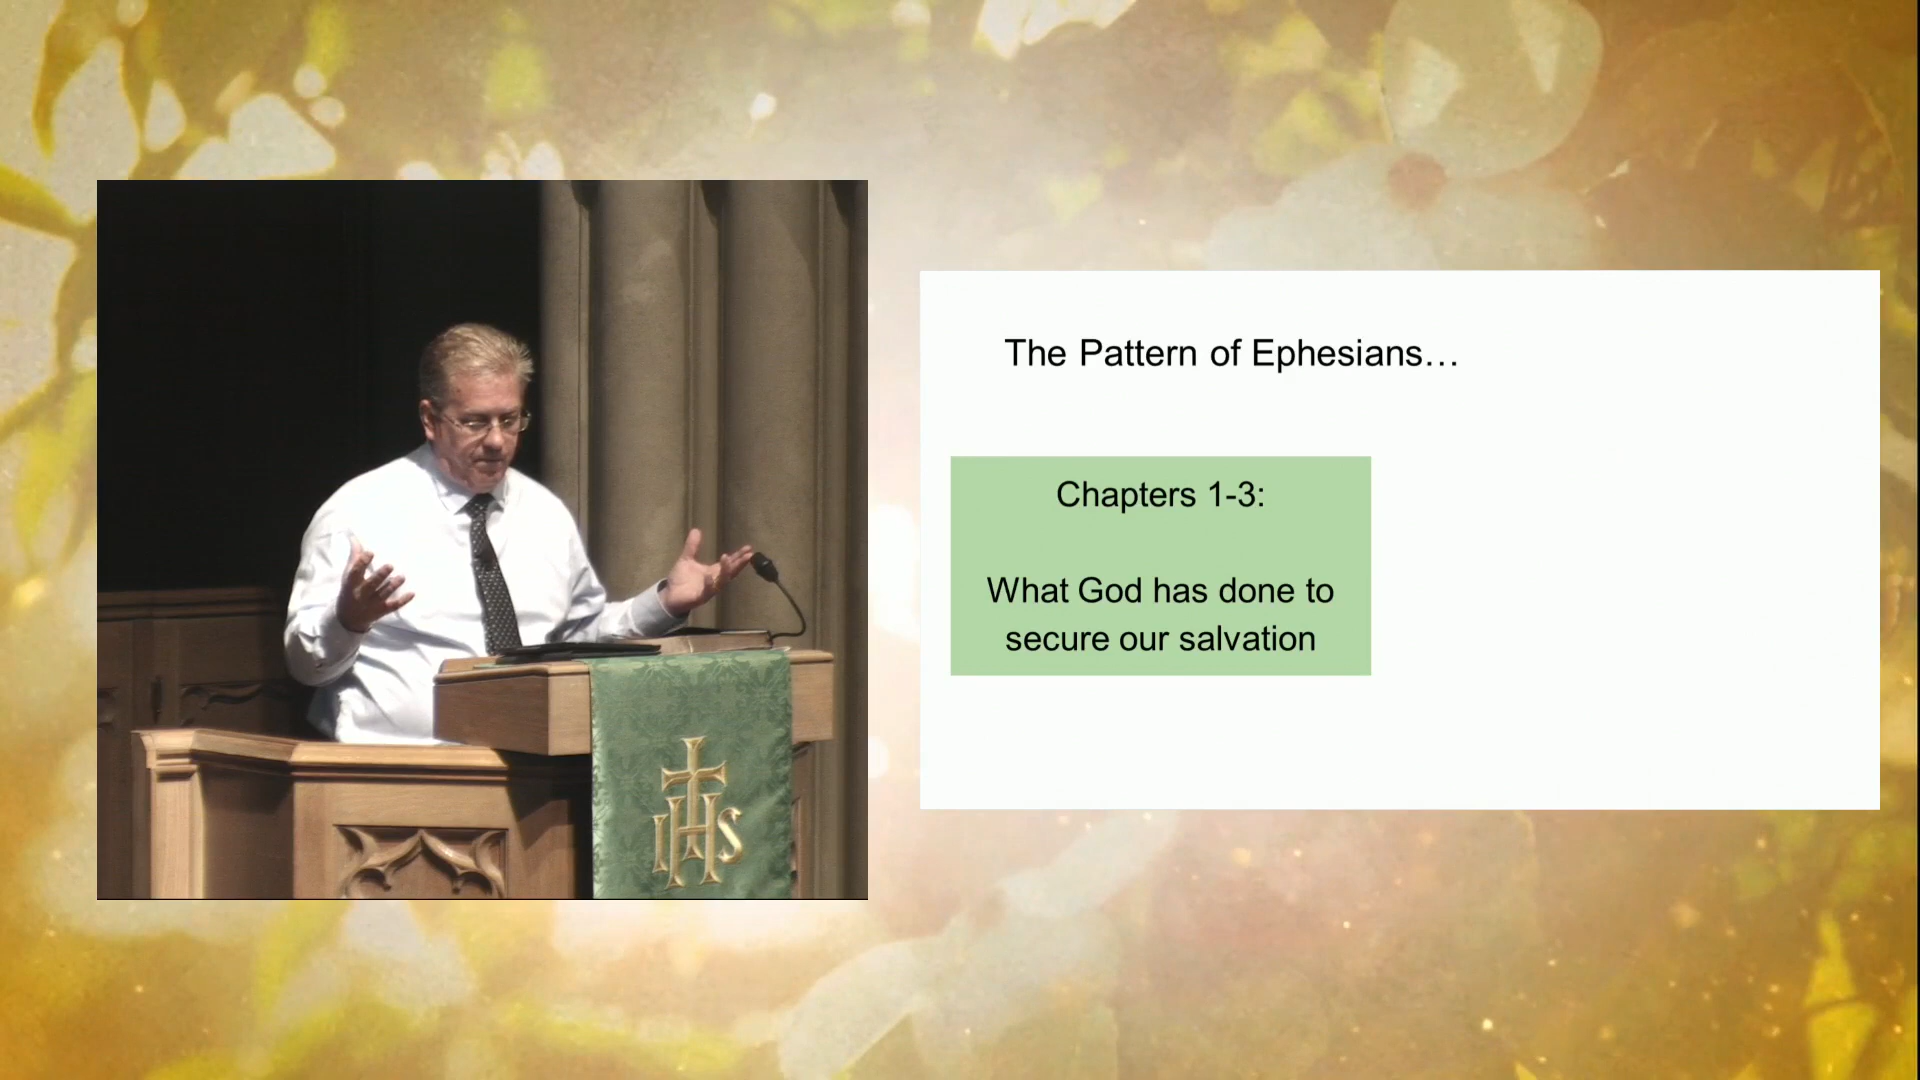 The Pattern of Ephesians…
Chapters 1-3:
What God has done to
secure our salvation
IHS